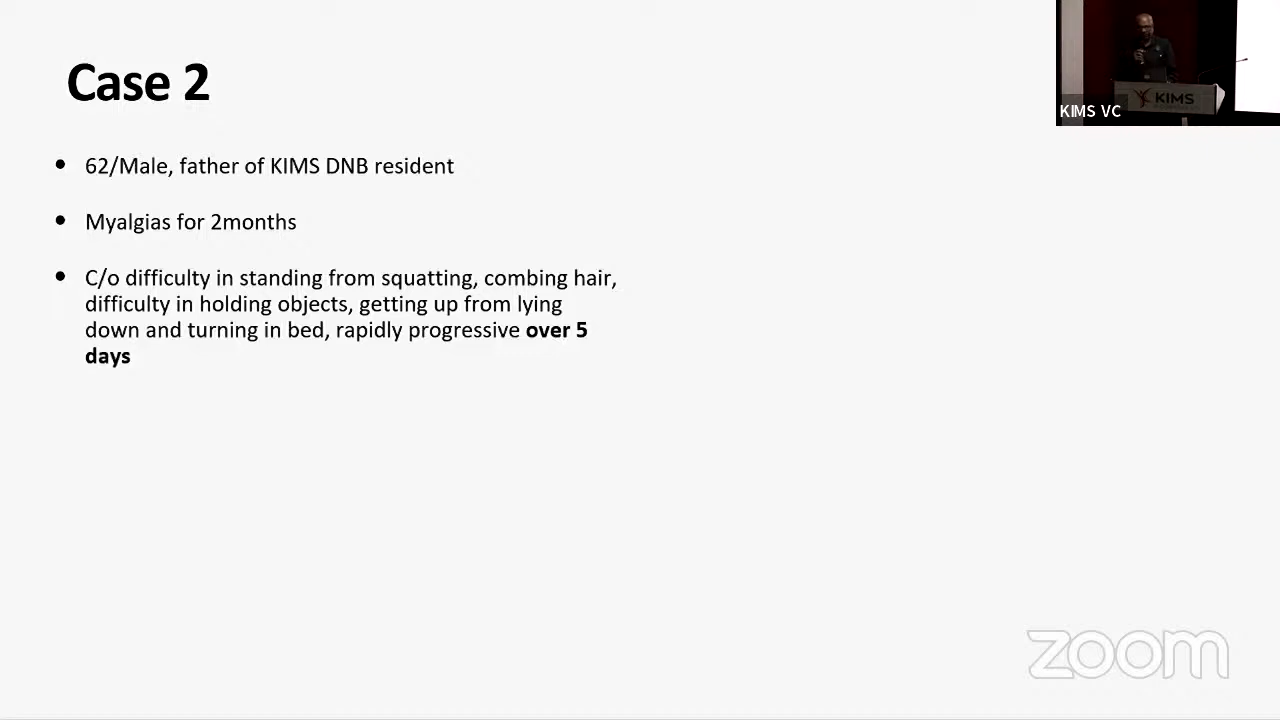 Case 2
• 62/Male, father of KIMS DNB resident
• Myalgias for 2months
• C/o difficulty in standing from squatting, combing hair,
difficulty in holding objects, getting up from lying
down and turning in bed, rapidly progressive over 5
days
KIMS
KIMS VC
zoom